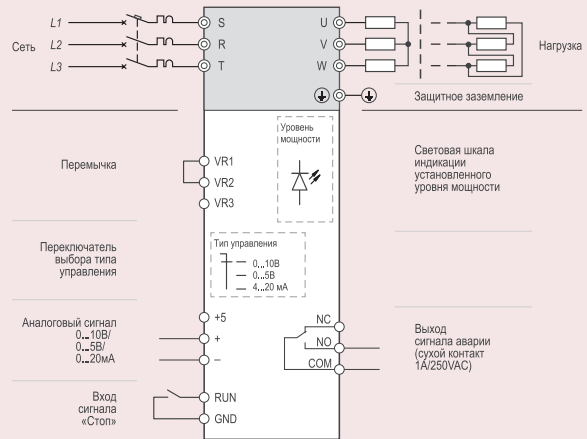 L1
S
U
Сеть
L2
R
V
Нагрузка
L3
T
W
Защитное заземление
Уровень
мощности
Перемычка
VR1
VR2
VR3
Световая шкала
индикации
установленного
уровня мощности
Переключатель
выбора типа
управления
Тип управления
0...10В
0...5В
4...20 мА
Аналоговый сигнал
0...10В/
0...5В/
0...20мА
+5
+
–
NC
NO
COM
Выход
сигнала аварии
(сухой контакт
1A/250VAC)
Вход
сигнала
«Стоп»
RUN
GND